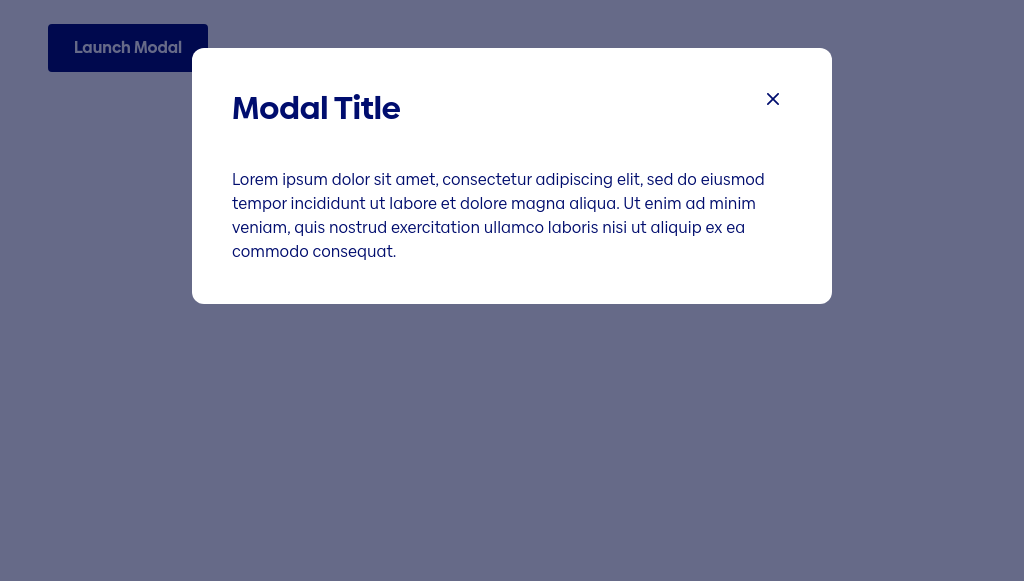 Launch Modal
Modal Title
Lorem ipsum dolor sit amet, consectetur adipiscing elit, sed do eiusmod
tempor incididunt ut labore et dolore magna aliqua. Ut enim ad minim
veniam, quis nostrud exercitation ullamco laboris nisi ut aliquip ex ea
commodo consequat.